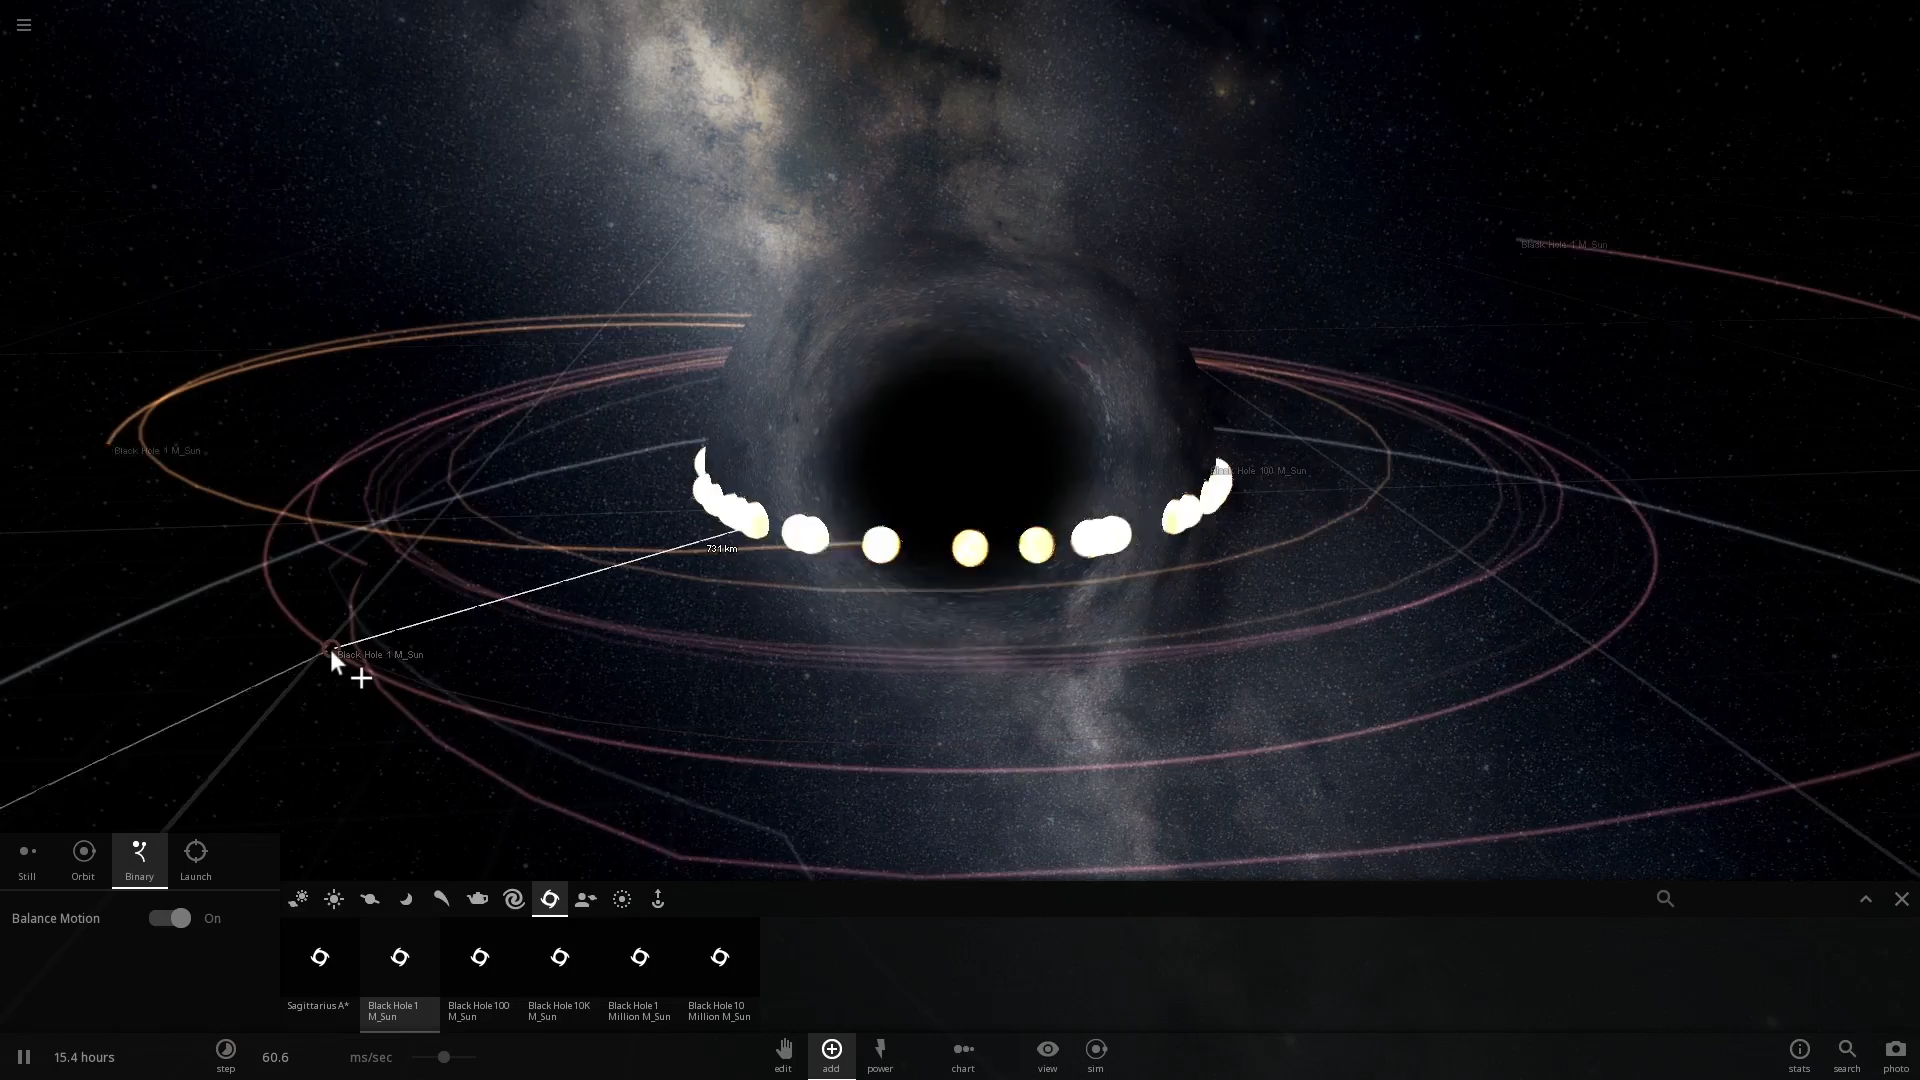 Black Hole 1 M_Sun
Black Hole 1 M_Sun
Black Hole 100 M_Sun
731 km
Black Hole 1 M_Sun
Still
Orbit
Binary
Launch
Balance Motion
On
Sagittarius A*
Black Hole 1
M_Sun
Black Hole 100
M_Sun
Black Hole 10K
M_Sun
Black Hole 1
Million M_Sun
Black Hole 10
Million M_Sun
15.4 hours
step
60.6
ms/sec
edit
add
power
chart
view
sim
stats
search
photo